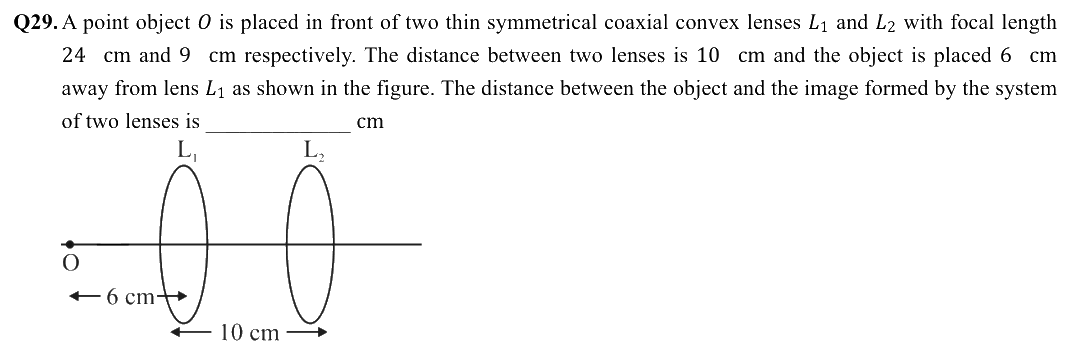 Q29. A point object O is placed in front of two thin symmetrical coaxial convex lenses L₁ and L₂ with focal length
24 cm and 9 cm respectively. The distance between two lenses is 10 cm and the object is placed 6 cm
away from lens L₁ as shown in the figure. The distance between the object and the image formed by the system
of two lenses is ______________ cm
L₁ L₂
O
6 cm
10 cm